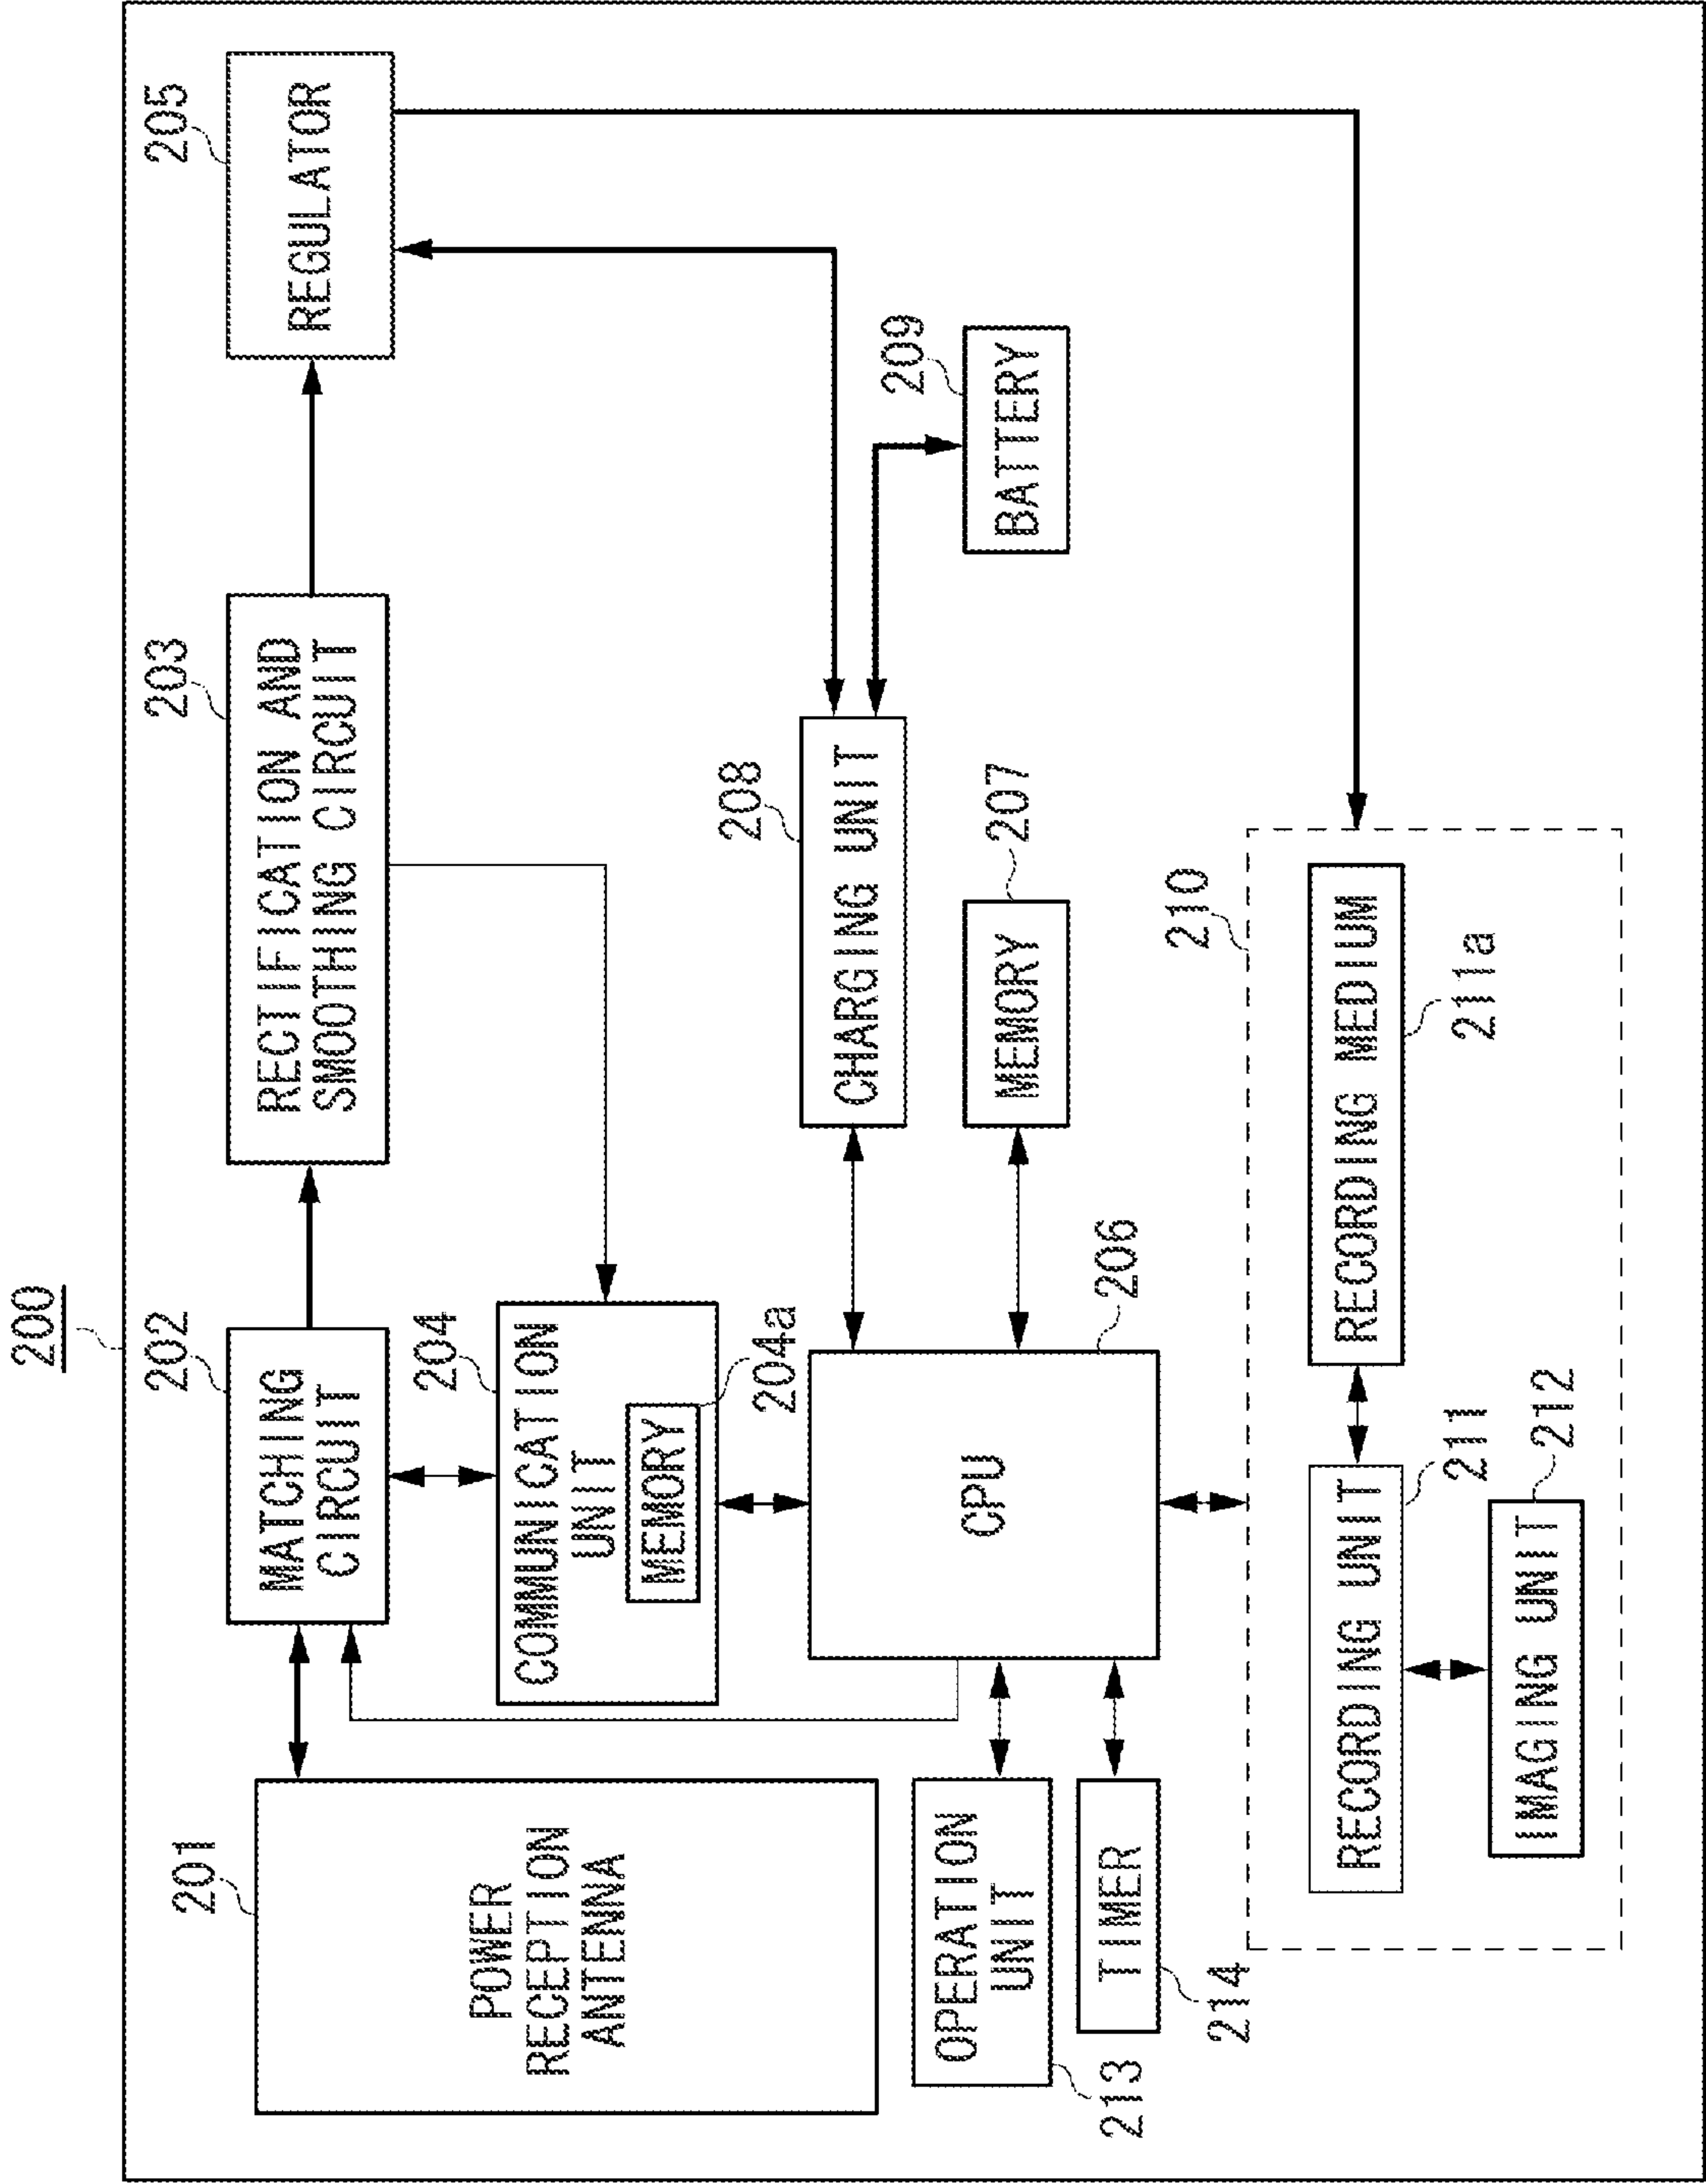 200
201
POWER
RECEPTION
ANTENNA
202
MATCHING
CIRCUIT
203
RECTIFICATION AND
SMOOTHING CIRCUIT
205
REGULATOR
204
COMMUNICATION
UNIT
MEMORY
204a
208
CHARGING UNIT
209
BATTERY
206
CPU
207
MEMORY
OPERATION
UNIT
213
TIMER
214
210
RECORDING UNIT
211
RECORDING MEDIUM
211a
IMAGING UNIT
212